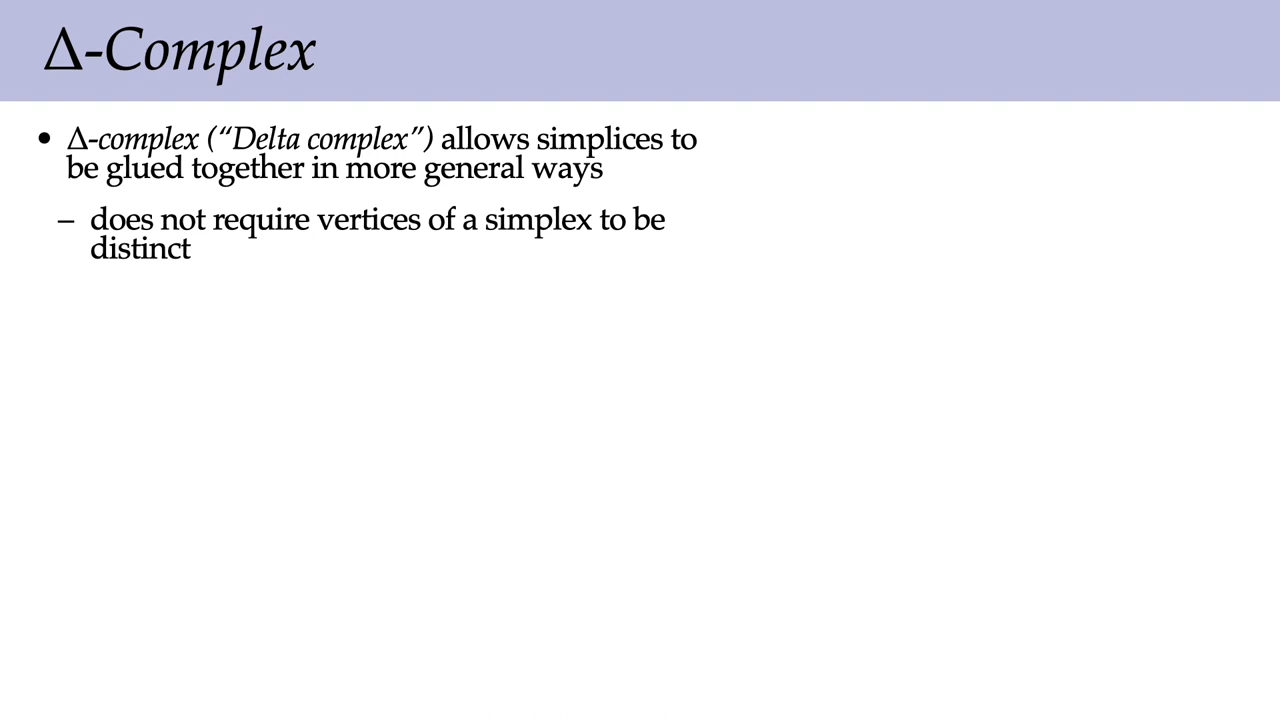 Δ-Complex
• Δ-complex (“Delta complex”) allows simplices to
be glued together in more general ways
– does not require vertices of a simplex to be
distinct